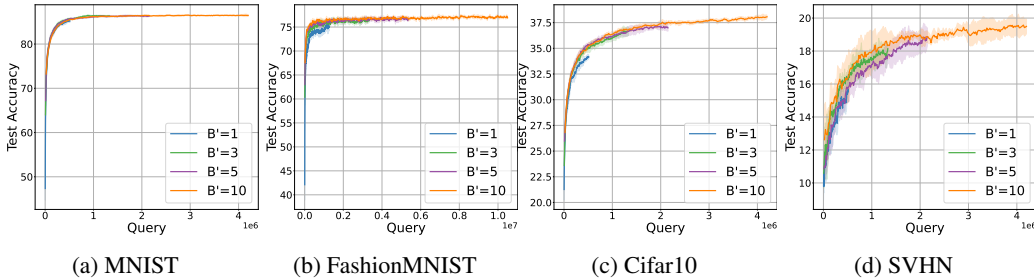 Test Accuracy
80
70
60
50
B'=1
B'=3
B'=5
B'=10
0 1 2 3 4
1e6
Query
(a) MNIST
Test Accuracy
80
75
70
65
60
55
50
45
40
B'=1
B'=3
B'=5
B'=10
0.0 0.2 0.4 0.6 0.8 1.0
1e7
Query
(b) FashionMNIST
Test Accuracy
37.5
35.0
32.5
30.0
27.5
25.0
22.5
20.0
B'=1
B'=3
B'=5
B'=10
0 1 2 3 4
1e6
Query
(c) Cifar10
Test Accuracy
20
18
16
14
12
10
B'=1
B'=3
B'=5
B'=10
0 1 2 3 4
1e6
Query
(d) SVHN